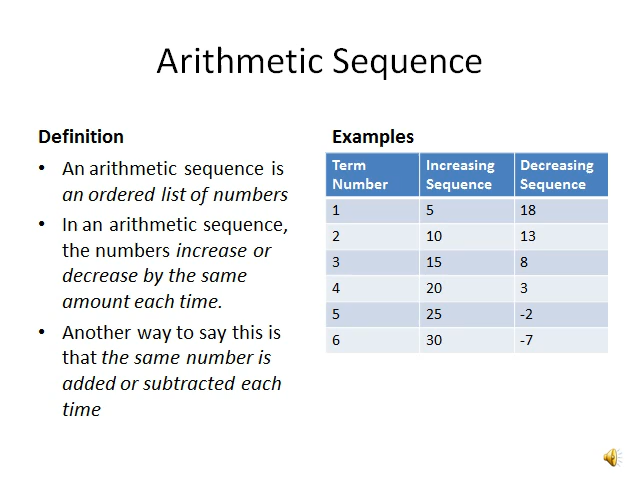 Arithmetic Sequence
Definition
• An arithmetic sequence is
an ordered list of numbers
• In an arithmetic sequence,
the numbers increase or
decrease by the same
amount each time.
• Another way to say this is
that the same number is
added or subtracted each
time
Examples
Term Number | Increasing Sequence | Decreasing Sequence
1 | 5 | 18
2 | 10 | 13
3 | 15 | 8
4 | 20 | 3
5 | 25 | -2
6 | 30 | -7